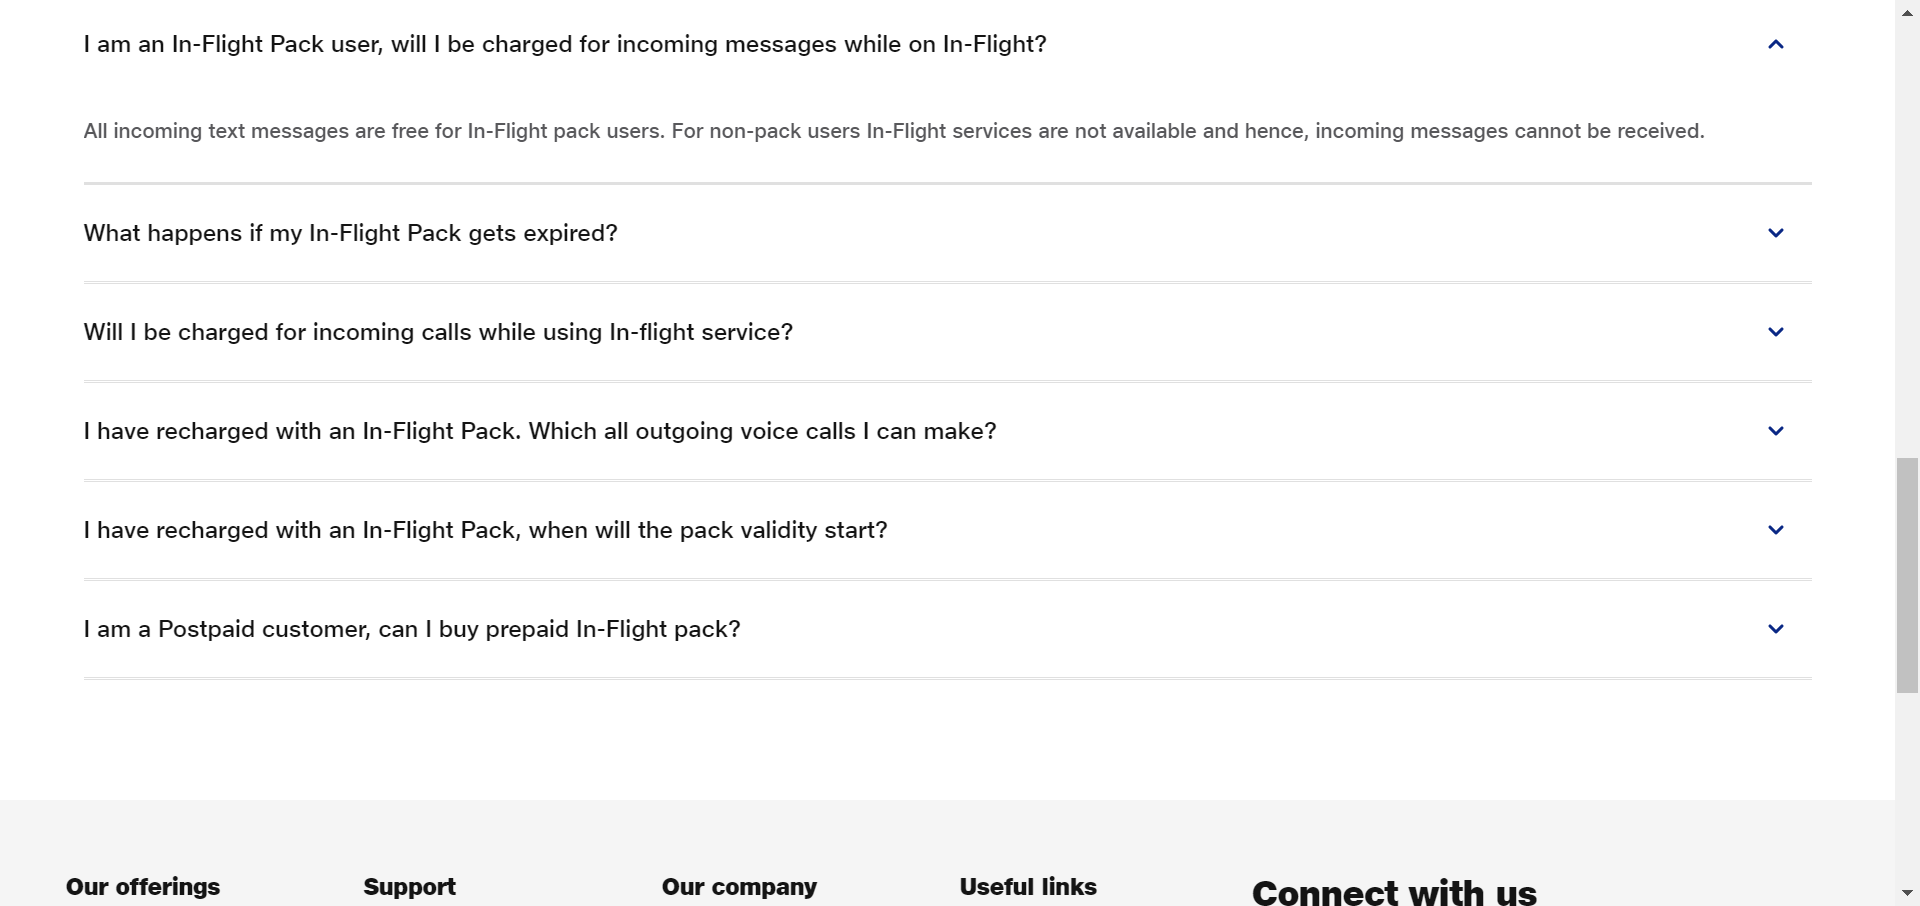 I am an In-Flight Pack user, will I be charged for incoming messages while on In-Flight?
All incoming text messages are free for In-Flight pack users. For non-pack users In-Flight services are not available and hence, incoming messages cannot be received.
What happens if my In-Flight Pack gets expired?
Will I be charged for incoming calls while using In-flight service?
I have recharged with an In-Flight Pack. Which all outgoing voice calls I can make?
I have recharged with an In-Flight Pack, when will the pack validity start?
I am a Postpaid customer, can I buy prepaid In-Flight pack?
Our offerings
Support
Our company
Useful links
Connect with us